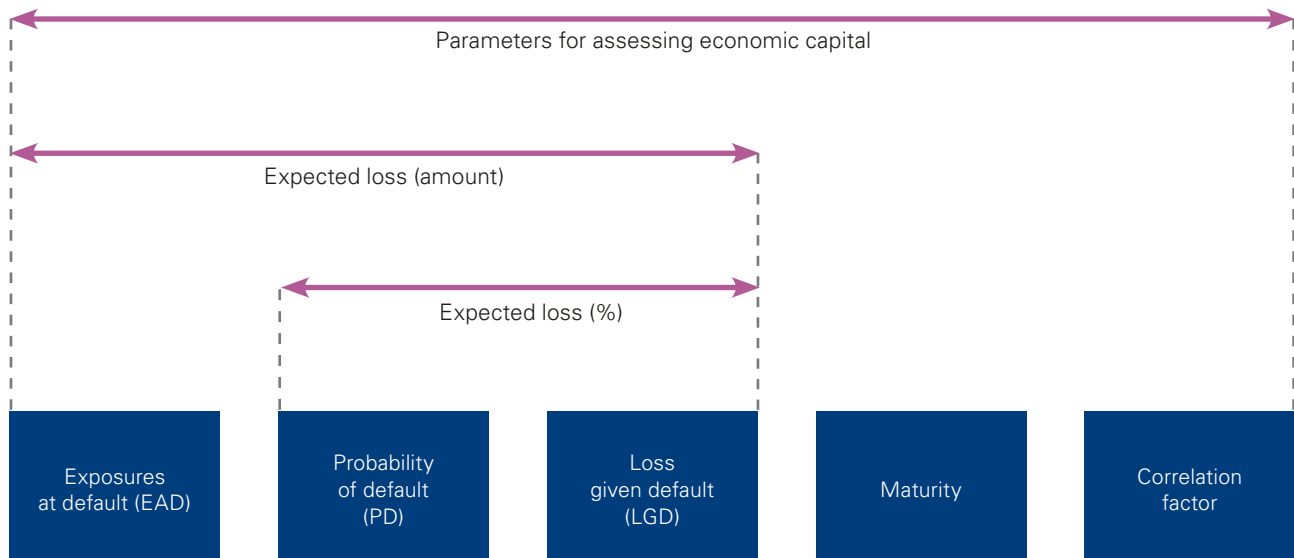 Parameters for assessing economic capital
Expected loss (amount)
Expected loss (%)
Exposures
at default (EAD)
Probability
of default
(PD)
Loss
given default
(LGD)
Maturity
Correlation
factor